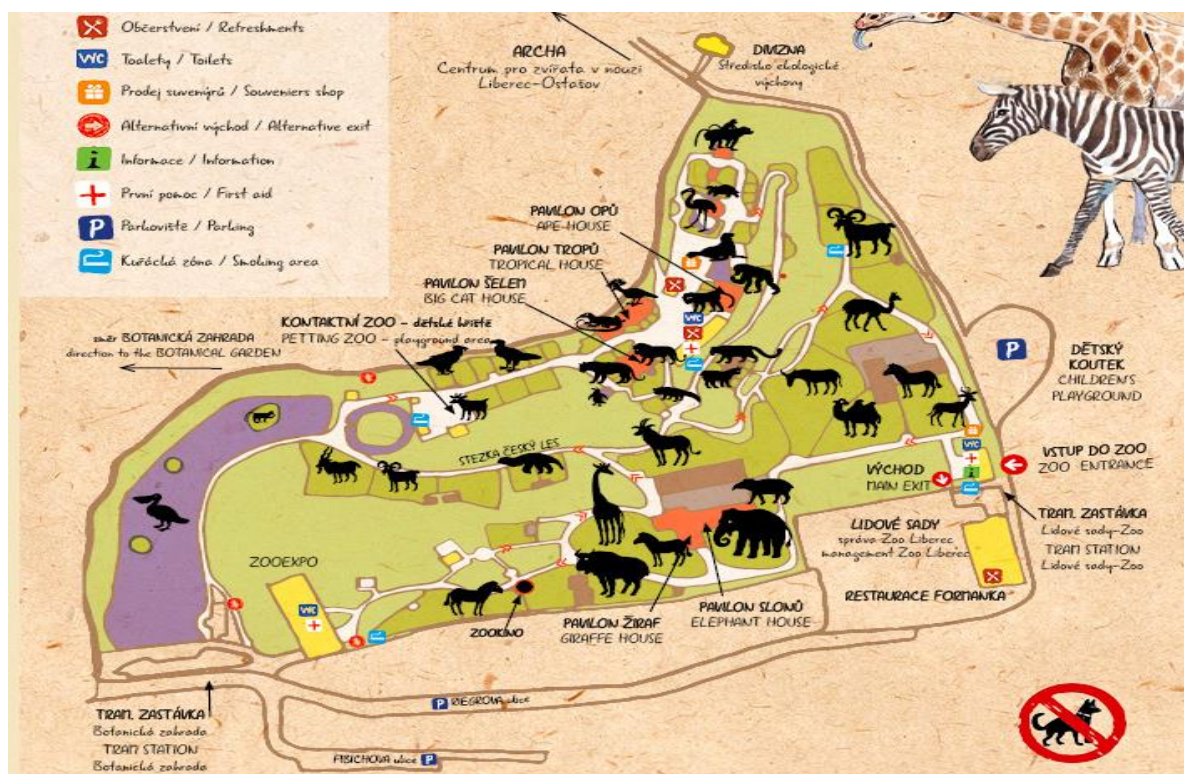 Občerstvení / Refreshments
Toalety / Toilets
Prodej suvenýrů / Souveniers shop
Alternativní východ / Alternative exit
Informace / Information
První pomoc / First aid
Parkoviště / Parking
Kuřácká zóna / Smoking area
WC
i
P
ARCHA
Centrum pro zvířata v nouzi
Liberec-Ostašov
DIVIZNA
Středisko ekologické
výchovy
PAVILON OPŮ
APE HOUSE
PAVILON TROPŮ
TROPICAL HOUSE
PAVILON ŠELEM
BIG CAT HOUSE
KONTAKTNÍ ZOO – dětské hřiště
PETTING ZOO – playground area
směr BOTANICKÁ ZAHRADA
direction to the BOTANICAL GARDEN
WC
P
DĚTSKÝ
KOUTEK
CHILDREN'S
PLAYGROUND
STEZKA ČESKÝ LES
VÝCHOD
MAIN EXIT
WC
i
VSTUP DO ZOO
ZOO ENTRANCE
TRAM. ZASTÁVKA
Lidové sady-Zoo
TRAM STATION
Lidové sady-Zoo
LIDOVÉ SADY
správa Zoo Liberec
management Zoo Liberec
RESTAURACE FORMANKA
ZOOEXPO
WC
ZOOKINO
PAVILON ŽIRAF
GIRAFFE HOUSE
PAVILON SLONŮ
ELEPHANT HOUSE
P RIEGROVA ulice
TRAM. ZASTÁVKA
Botanická zahrada
TRAM STATION
Botanická zahrada
FIBICHOVA ulice P